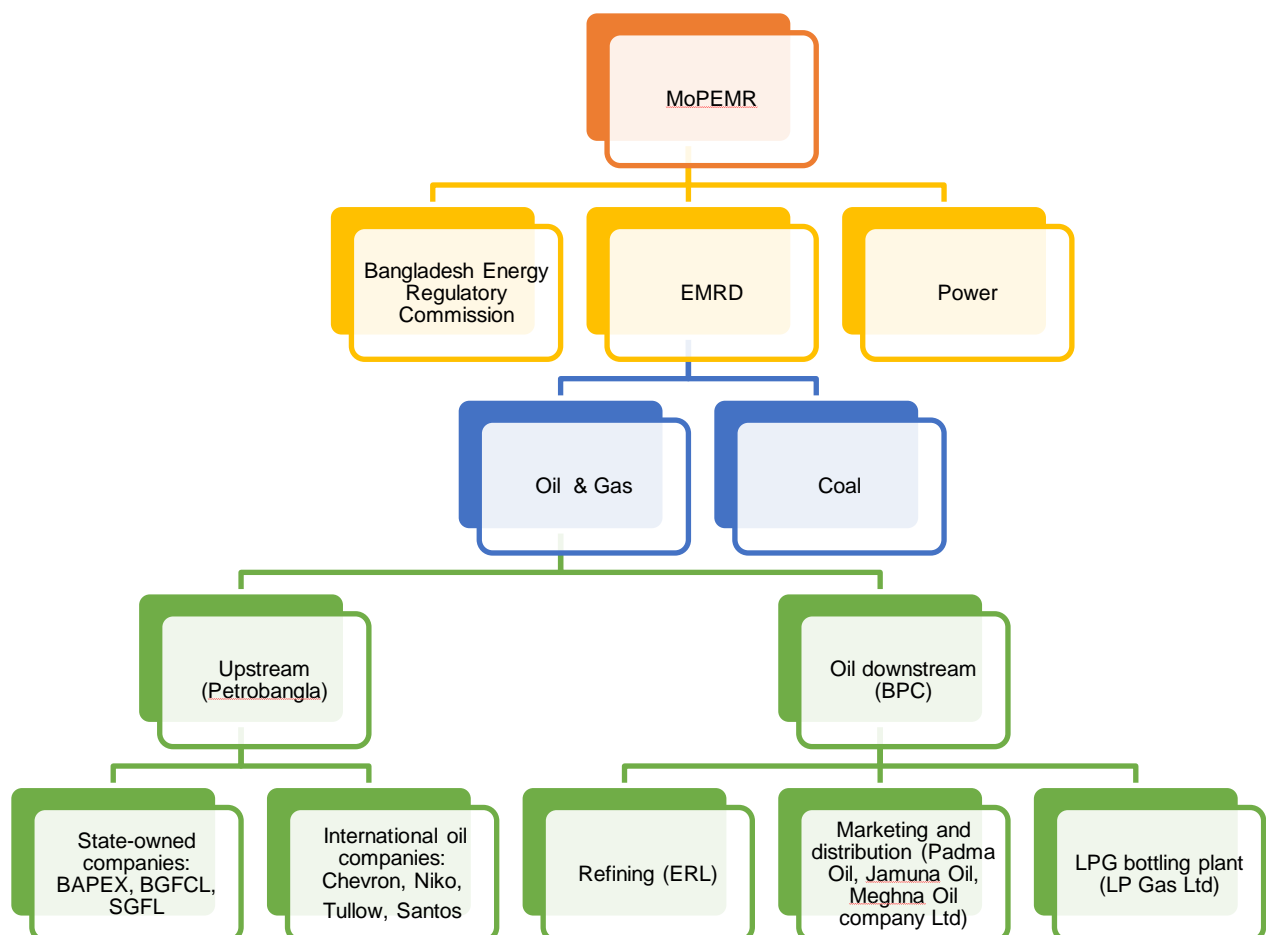 MoPEMR
Bangladesh Energy
Regulatory
Commission
EMRD
Power
Oil & Gas
Coal
Upstream
(Petrobangla)
Oil downstream
(BPC)
State-owned
companies:
BAPEX, BGFCL,
SGFL
International oil
companies:
Chevron, Niko,
Tullow, Santos
Refining (ERL)
Marketing and
distribution (Padma
Oil, Jamuna Oil,
Meghna Oil
company Ltd)
LPG bottling plant
(LP Gas Ltd)